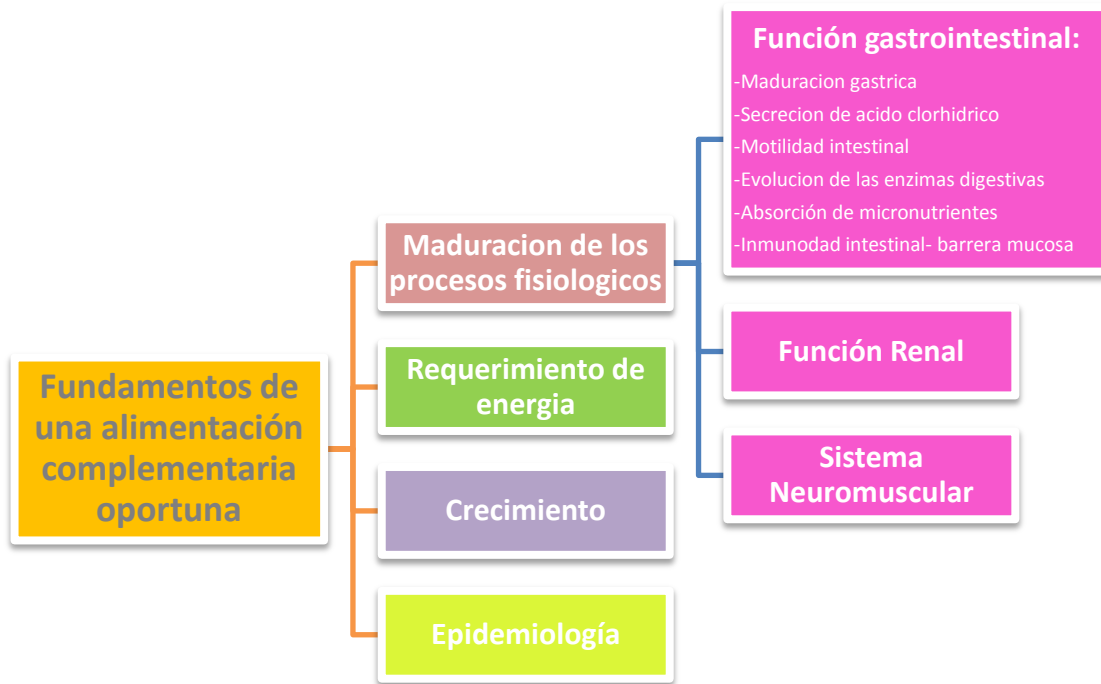 Fundamentos de
una alimentación
complementaria
oportuna
Maduracion de los
procesos fisiologicos
Requerimiento de
energia
Crecimiento
Epidemiología
Función gastrointestinal:
-Maduracion gastrica
-Secrecion de acido clorhidrico
-Motilidad intestinal
-Evolucion de las enzimas digestivas
-Absorción de micronutrientes
-Inmunodad intestinal- barrera mucosa
Función Renal
Sistema
Neuromuscular